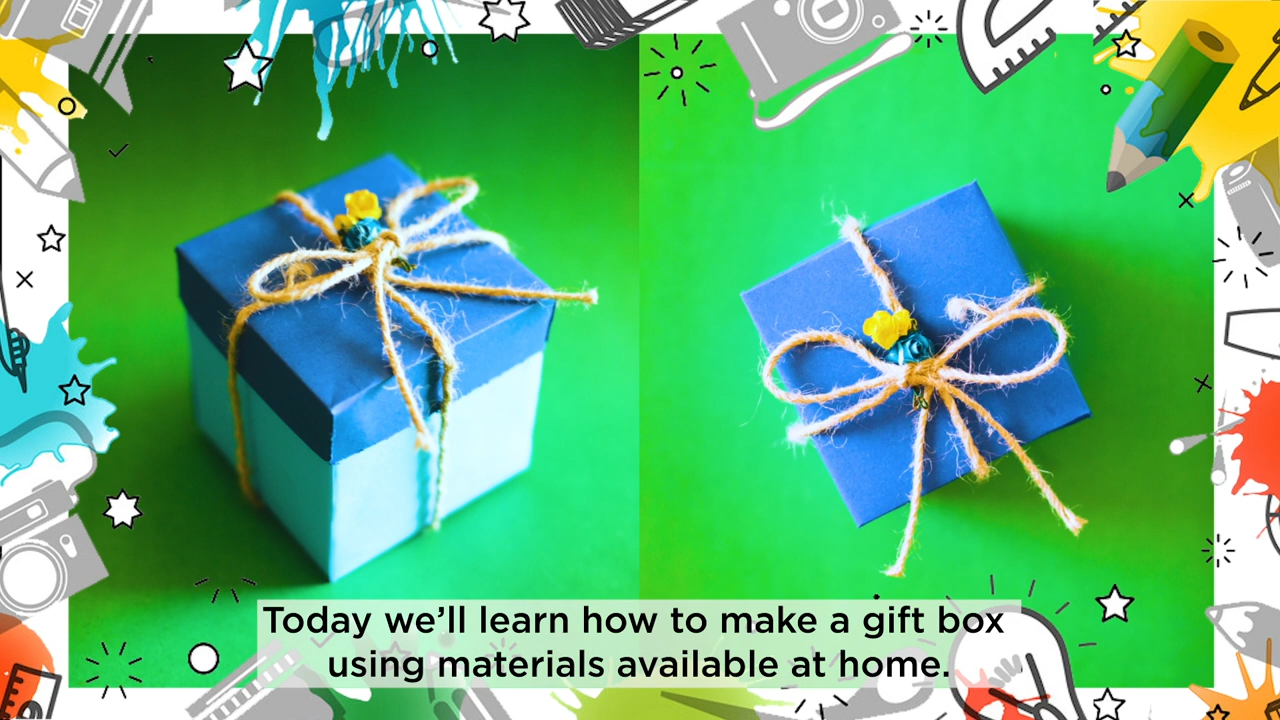 Today we’ll learn how to make a gift box
using materials available at home.